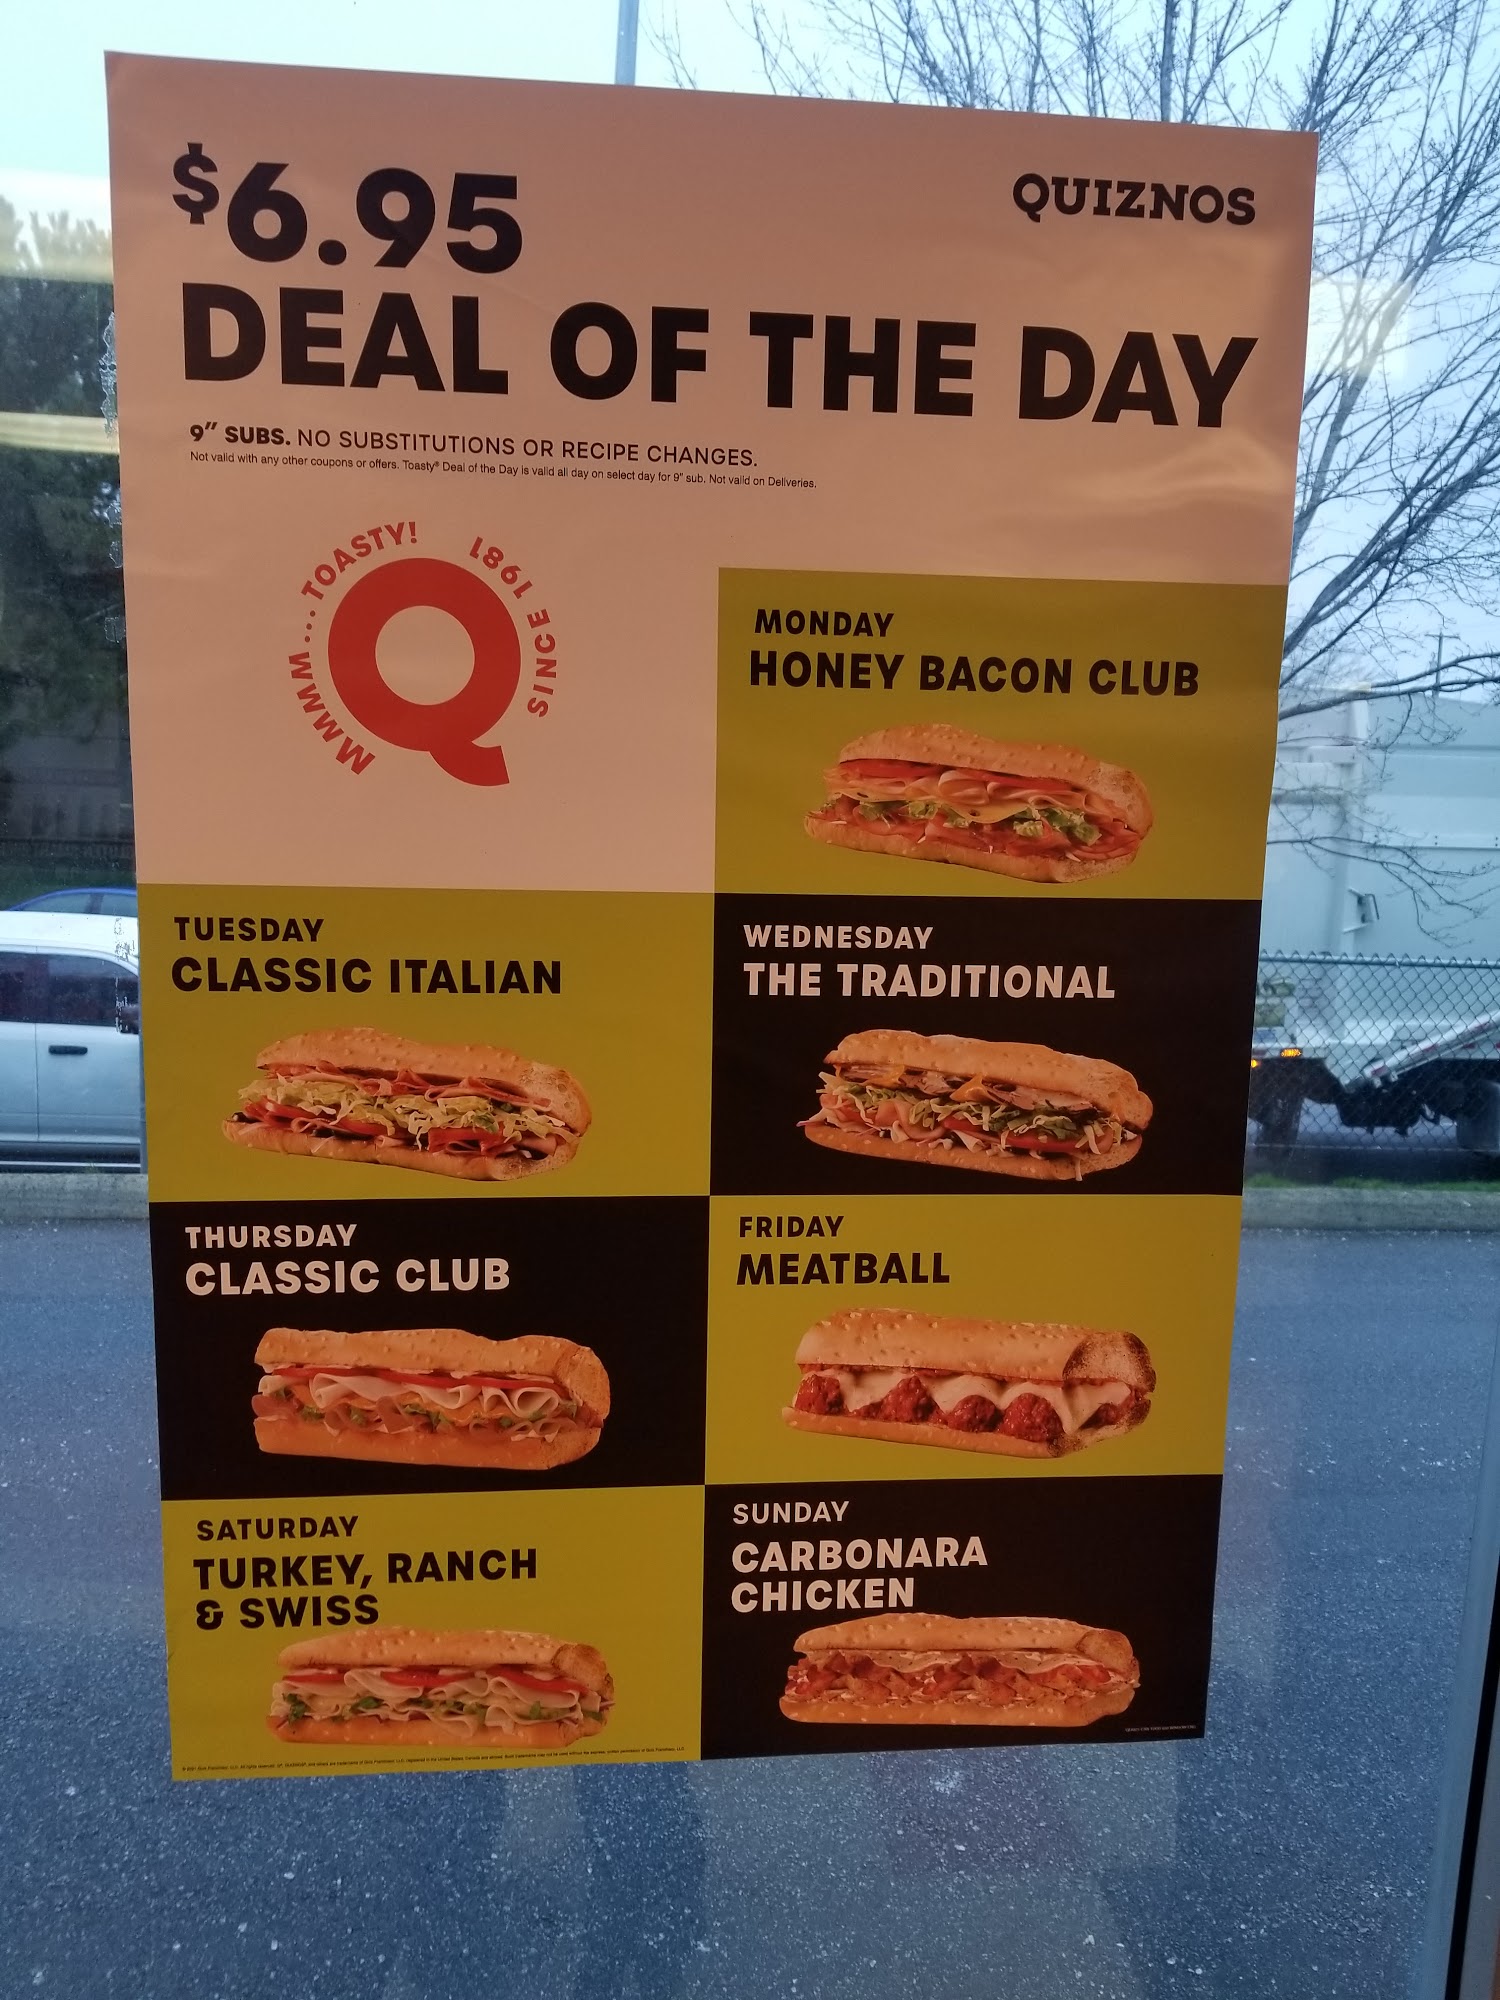 $6.95
QUIZNOS
DEAL OF THE DAY
9" SUBS. NO SUBSTITUTIONS OR RECIPE CHANGES.
Not valid with any other coupons or offers. Toasty® Deal of the Day is valid all day on select day for 9" sub. Not valid on Deliveries.
MMMM... TOASTY! SINCE 1981
Q
MONDAY
HONEY BACON CLUB
TUESDAY
CLASSIC ITALIAN
WEDNESDAY
THE TRADITIONAL
THURSDAY
CLASSIC CLUB
FRIDAY
MEATBALL
SATURDAY
TURKEY, RANCH
& SWISS
SUNDAY
CARBONARA
CHICKEN